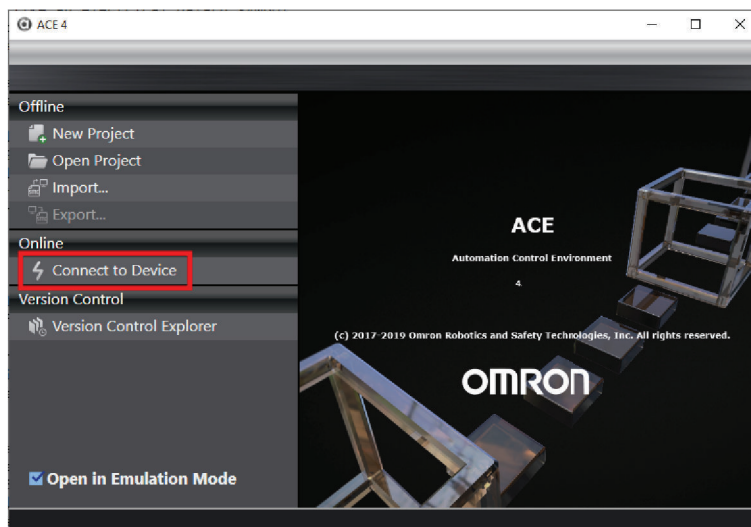 ACE 4
Offline
New Project
Open Project
Import...
Export...
Online
Connect to Device
Version Control
Version Control Explorer
Open in Emulation Mode
ACE
Automation Control Environment
4
(c) 2017-2019 Omron Robotics and Safety Technologies, Inc. All rights reserved.
OMRON